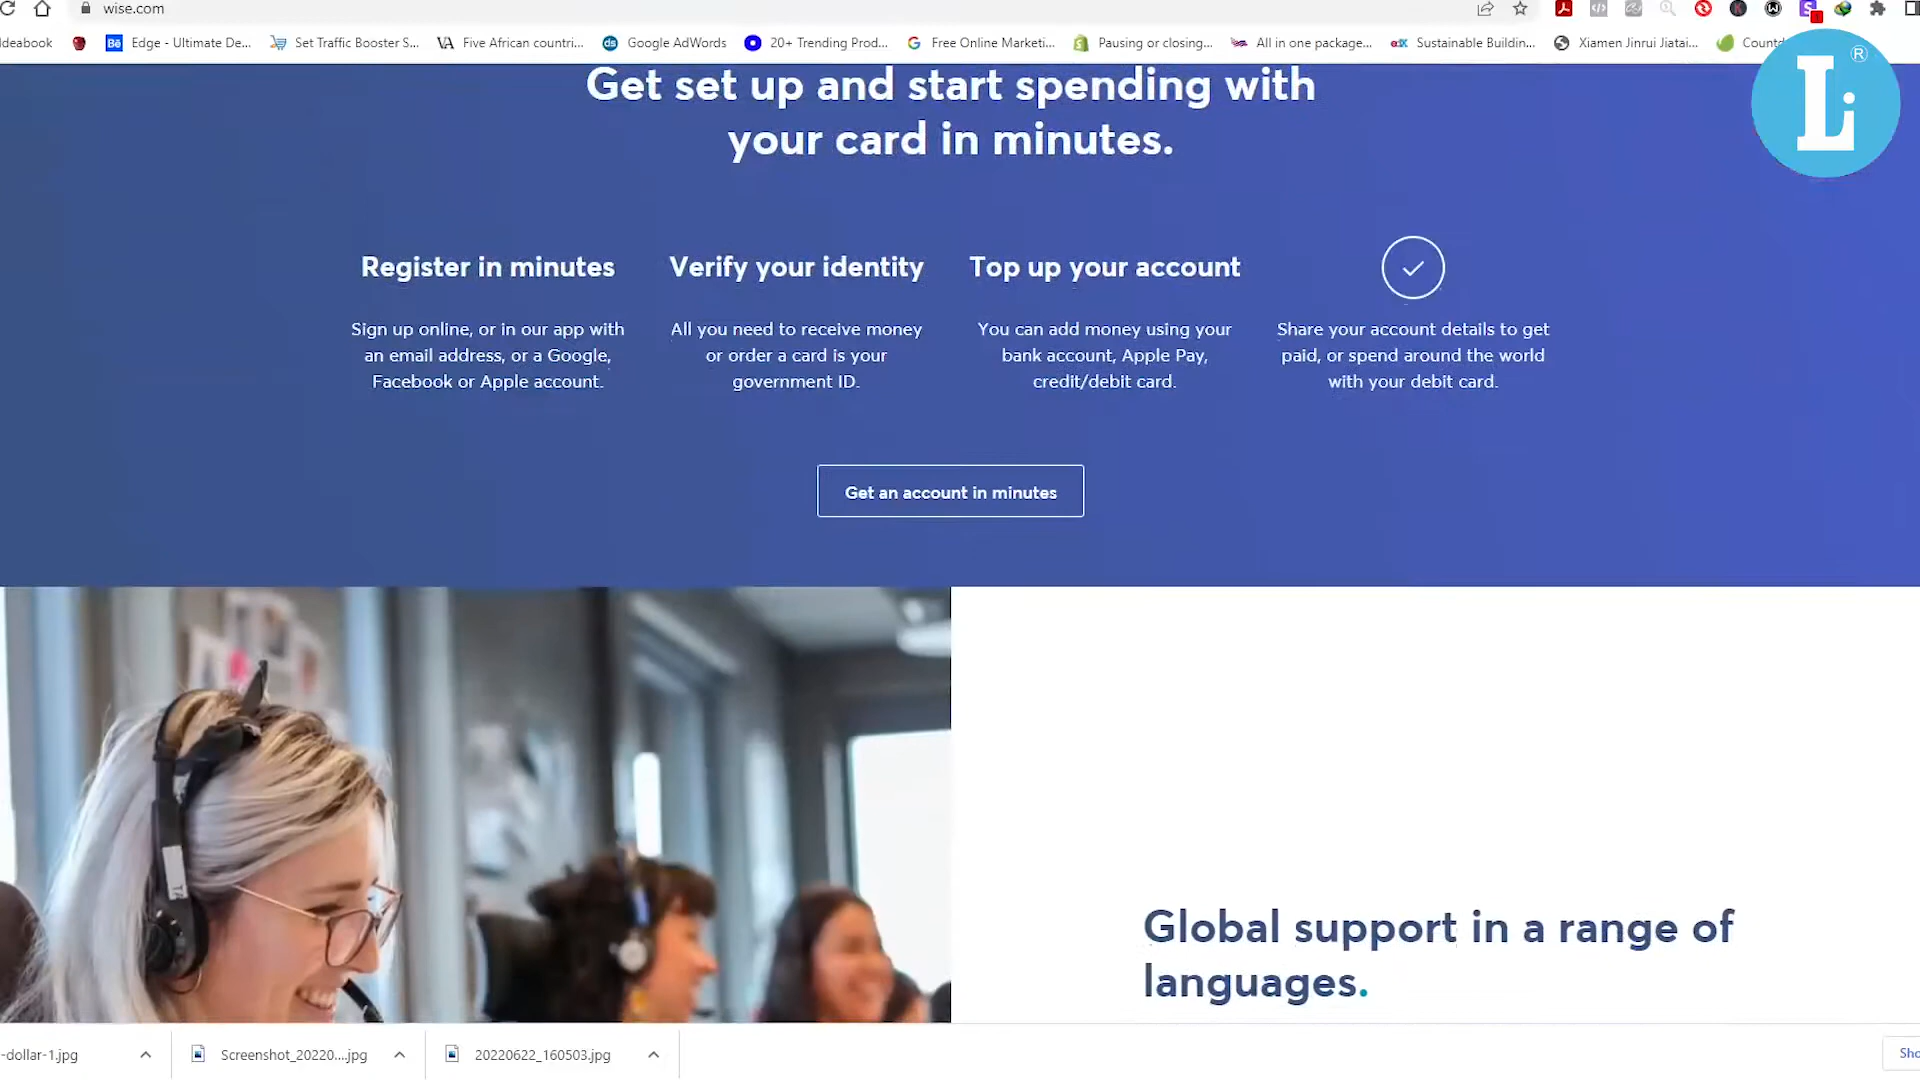 wise.com
Ideabook
Bē Edge - Ultimate De...
Set Traffic Booster S...
VA Five African countri...
ds Google AdWords
20+ Trending Prod...
G Free Online Marketi...
Pausing or closing...
All in one package...
Sustainable Buildin...
Xiamen Jinrui Jiatai...
Countd
Li ®
Get set up and start spending with
your card in minutes.
Register in minutes
Sign up online, or in our app with
an email address, or a Google,
Facebook or Apple account.
Verify your identity
All you need to receive money
or order a card is your
government ID.
Top up your account
You can add money using your
bank account, Apple Pay,
credit/debit card.
Share your account details to get
paid, or spend around the world
with your debit card.
Get an account in minutes
Global support in a range of
languages.
-dollar-1.jpg
Screenshot_20220....jpg
20220622_160503.jpg
Sho